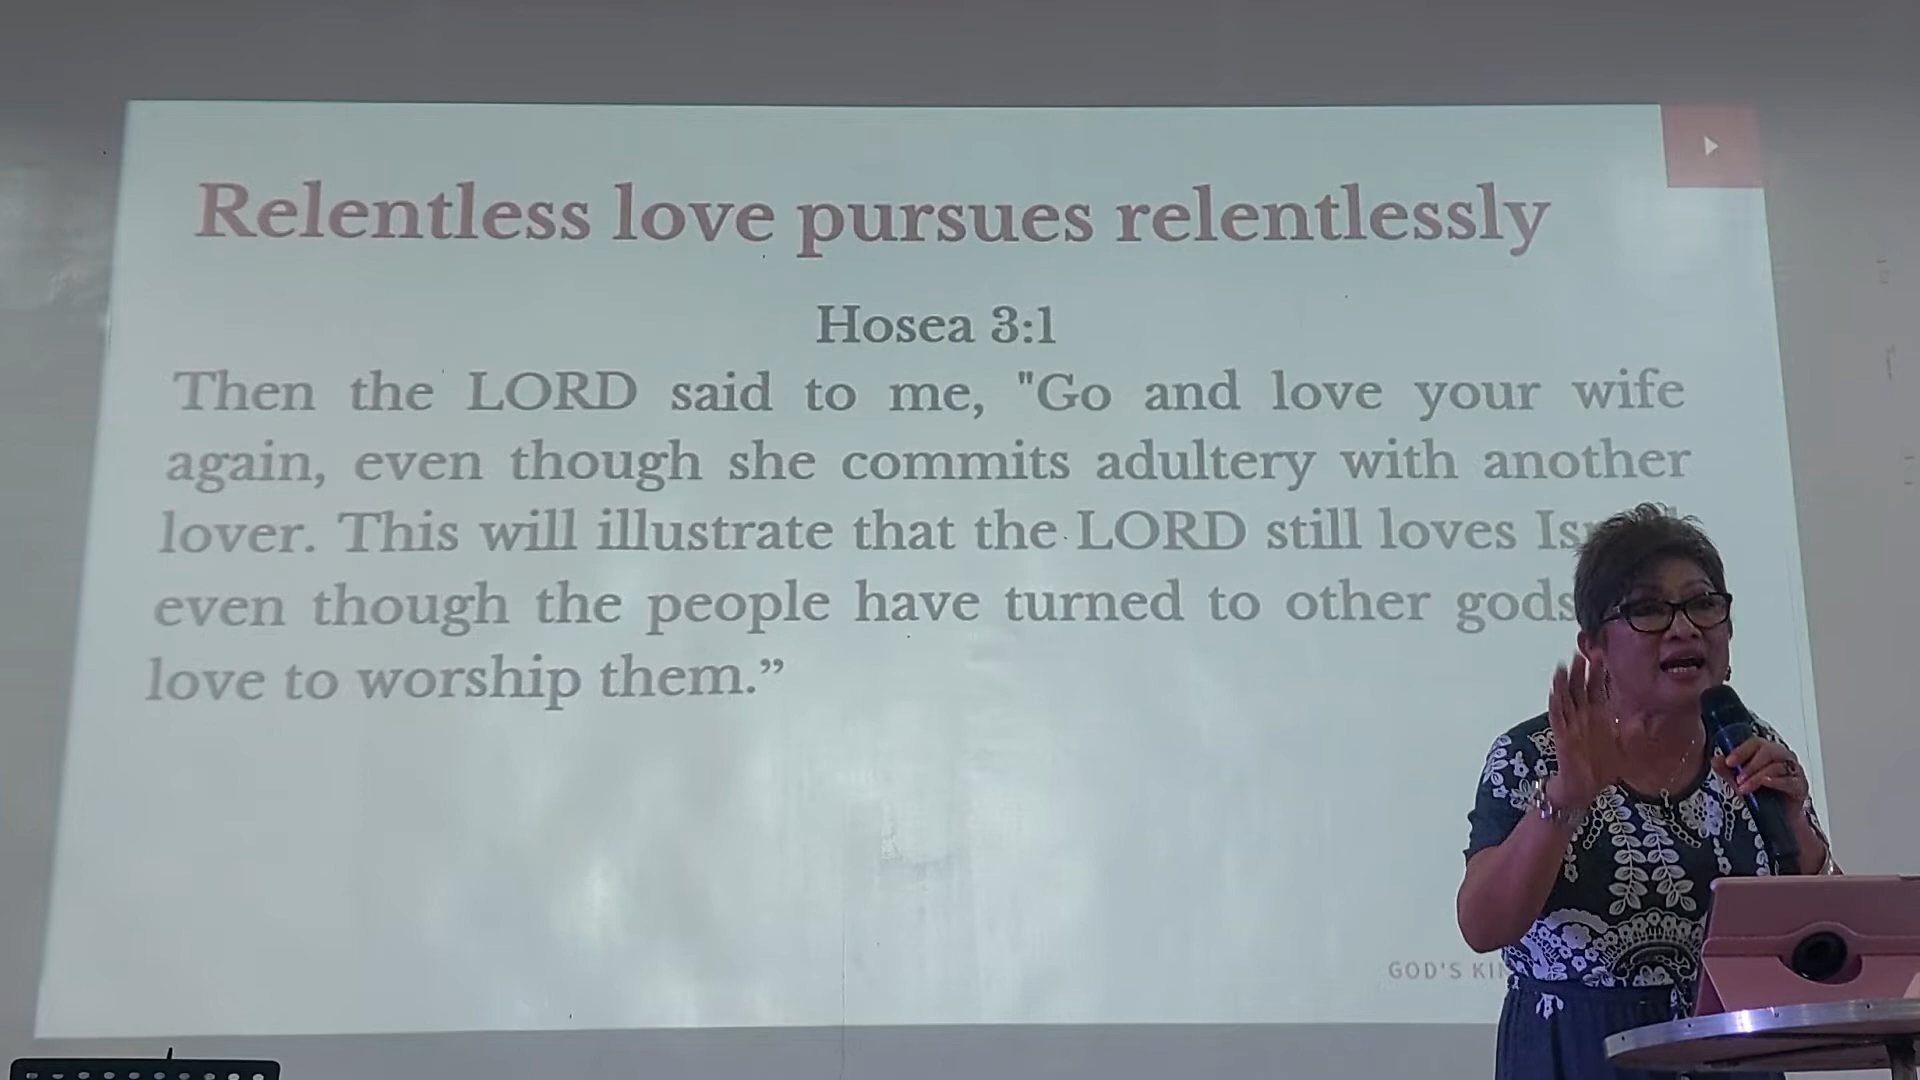 Relentless love pursues relentlessly
Hosea 3:1
Then the LORD said to me, "Go and love your wife
again, even though she commits adultery with another
lover. This will illustrate that the LORD still loves
even though the people have turned to other gods
love to worship them.”
GOD'S